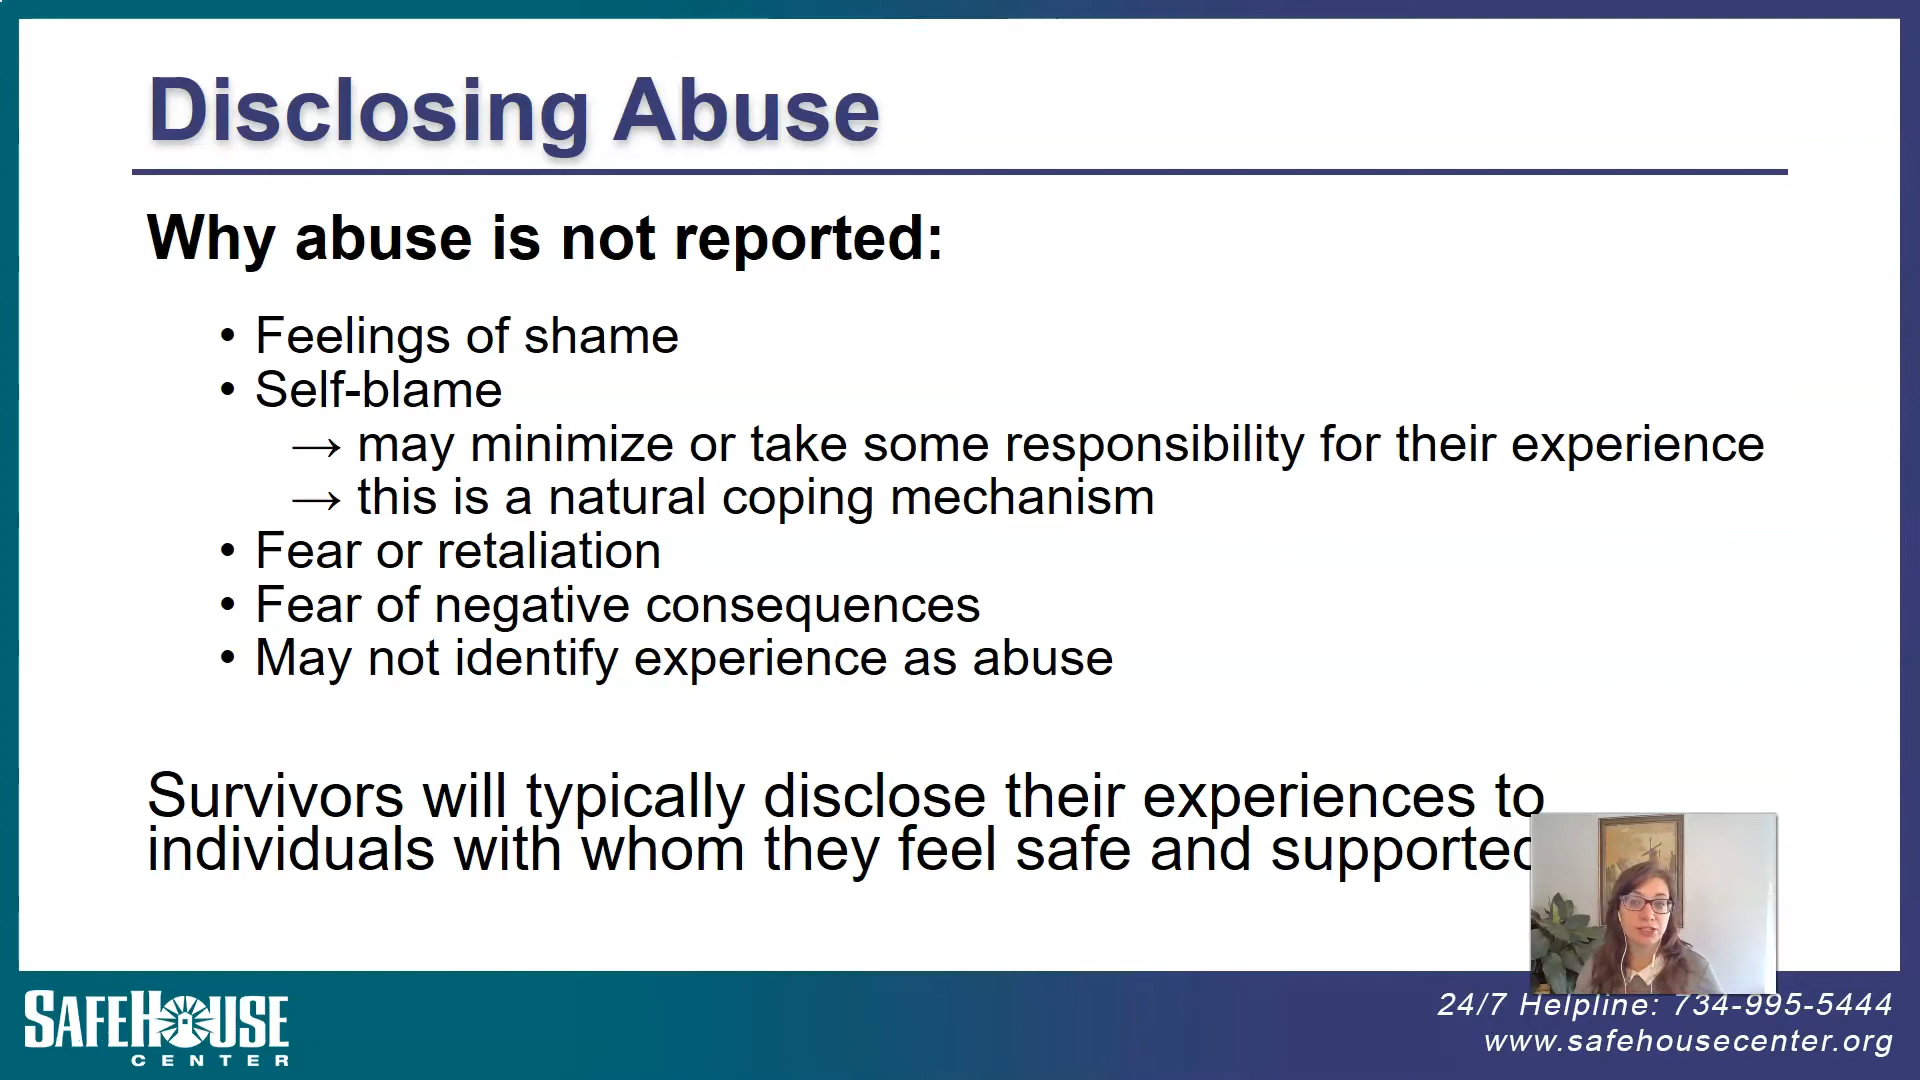 Disclosing Abuse
Why abuse is not reported:
• Feelings of shame
• Self-blame
→ may minimize or take some responsibility for their experience
→ this is a natural coping mechanism
• Fear or retaliation
• Fear of negative consequences
• May not identify experience as abuse
Survivors will typically disclose their experiences to
individuals with whom they feel safe and supported
SAFEHOUSE
CENTER
24/7 Helpline: 734-995-5444
www.safehousecenter.org